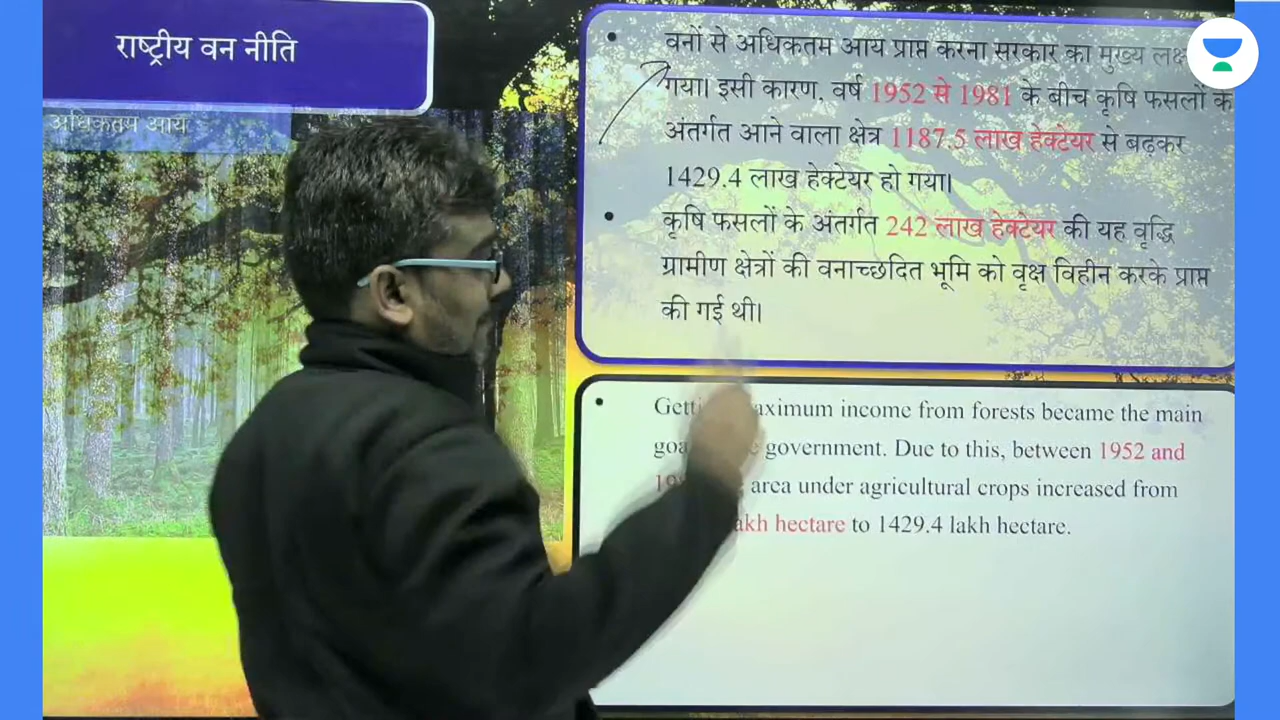 राष्ट्रीय वन नीति
अधिकतम आय
वनों से अधिकतम आय प्राप्त करना सरकार का मुख्य
गया। इसी कारण, वर्ष 1952 से 1981 के बीच कृषि फसलों के
अंतर्गत आने वाला क्षेत्र 1187.5 लाख हेक्टेयर से बढ़कर
1429.4 लाख हेक्टेयर हो गया।
कृषि फसलों के अंतर्गत 242 लाख हेक्टेयर की यह वृद्धि
ग्रामीण क्षेत्रों की वनाच्छदित भूमि को वृक्ष विहीन करके प्राप्त
की गई थी।
income from forests became the main
government. Due to this, between 1952 and
area under agricultural crops increased from
hectare to 1429.4 lakh hectare.